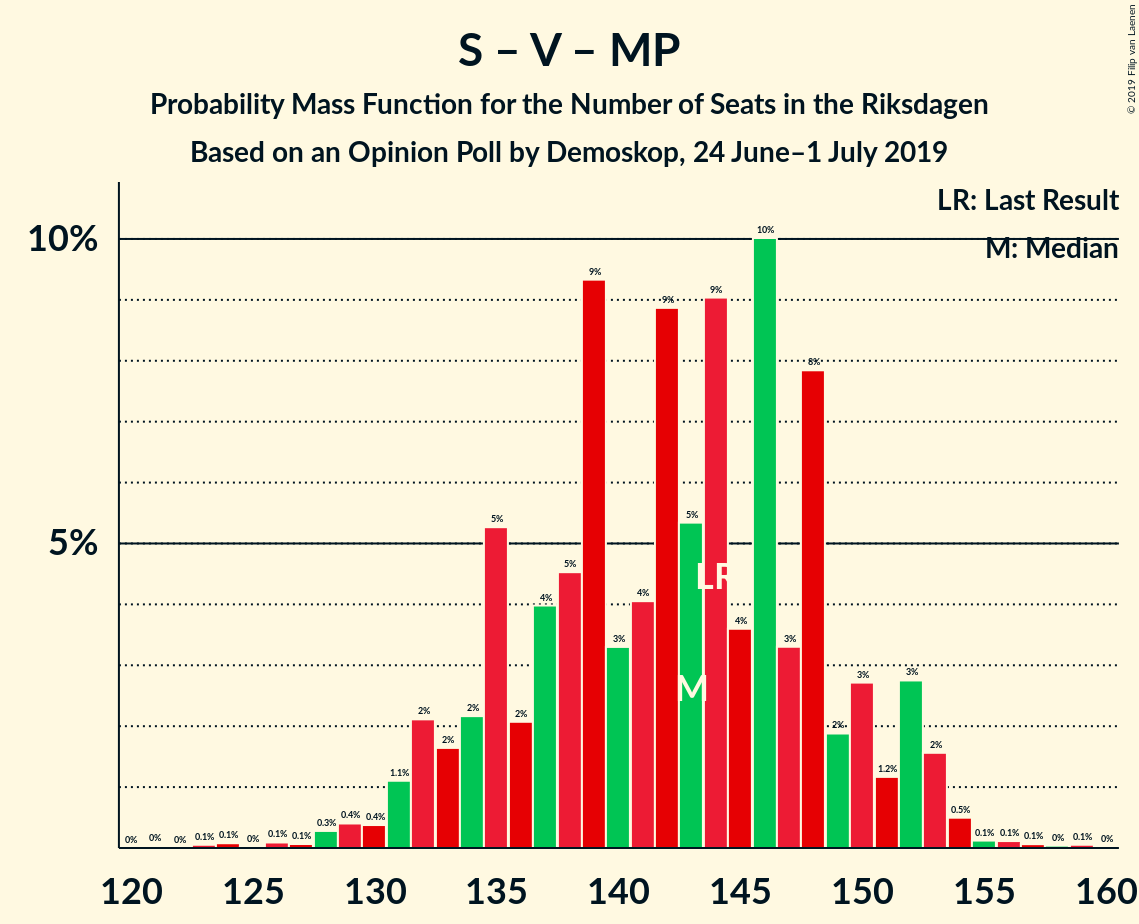 S – V – MP
Probability Mass Function for the Number of Seats in the Riksdagen
Based on an Opinion Poll by Demoskop, 24 June–1 July 2019
© 2019 Filip van Laenen
LR: Last Result
M: Median
10%
5%
0% 0% 0% 0.1% 0.1% 0% 0.1% 0.1% 0.3% 0.4% 0.4% 1.1% 2% 2% 2% 5% 2% 4% 5% 9% 3% 4% 9% 5% 9% 4% 10% 3% 8% 2% 3% 1.2% 3% 2% 0.5% 0.1% 0.1% 0.1% 0% 0.1% 0%
LR
M
120 125 130 135 140 145 150 155 160